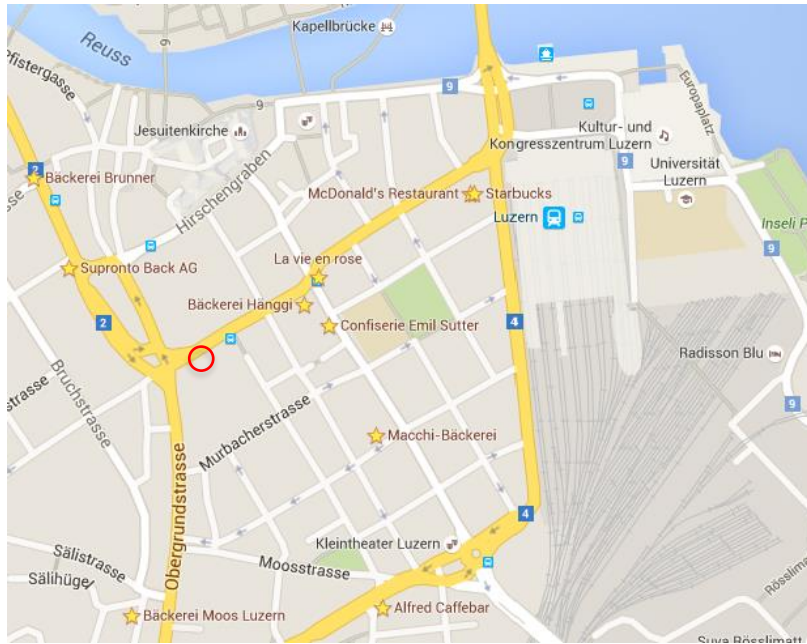 Kapellbrücke
Reuss
Pfistergasse
9
9
9
Jesuitenkirche
Kultur- und
Kongresszentrum Luzern
Europaplatz
9
Universität
Luzern
2
Bäckerei Brunner
Hirschengraben
McDonald's Restaurant
Starbucks
Luzern
Inseli P
9
La vie en rose
Supronto Back AG
Bäckerei Hänggi
Confiserie Emil Sutter
2
4
Radisson Blu
9
strasse
Bruchstrasse
Murbacherstrasse
Macchi-Bäckerei
Obergrundstrasse
4
Kleintheater Luzern
Sälistrasse
Moosstrasse
Sälihügel
Rösslimatt
Bäckerei Moos Luzern
Alfred Caffebar
Suva Rösslimatt